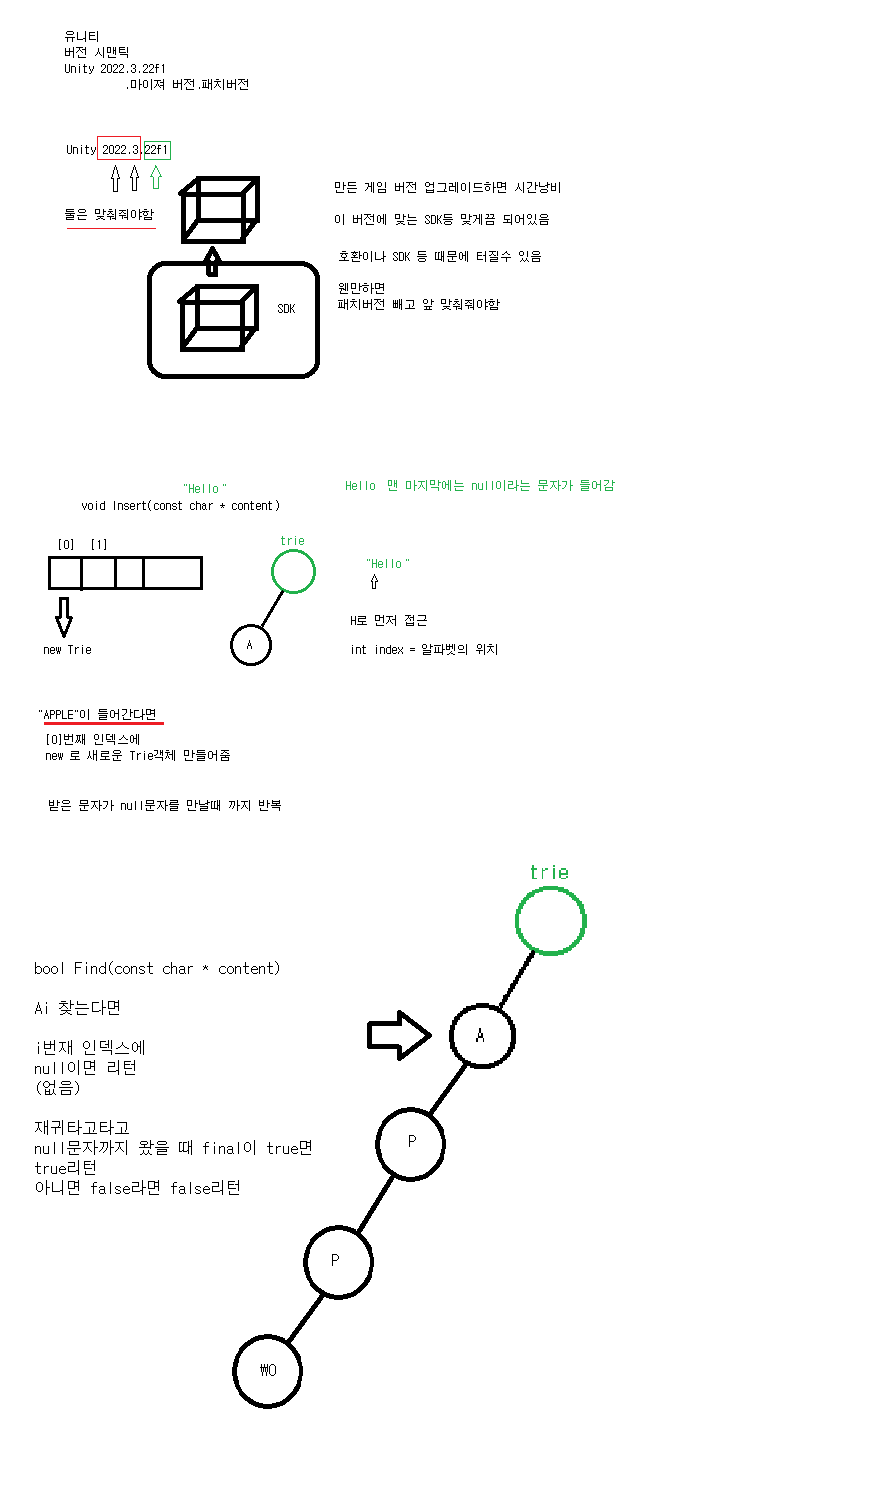 유니티
버전 시맨틱
Unity 2022.3.22f1
.마이져 버전.패치버전
Unity 2022.3.22f1
둘은 맞춰줘야함
만든 게임 버전 업그레이드하면 시간낭비
이 버전에 맞는 SDK등 맞게끔 되어있음
호환이나 SDK 등 때문에 터질수 있음
웬만하면
패치버전 빼고 앞 맞춰줘야함
SDK
"Hello"
Hello 맨 마지막에는 null이라는 문자가 들어감
void Insert(const char * content)
[0] [1]
trie
"Hello"
A
H로 먼저 접근
new Trie
int index = 알파벳의 위치
"APPLE"이 들어간다면
[0]번째 인덱스에
new 로 새로운 Trie객체 만들어줌
받은 문자가 null문자를 만날때 까지 반복
trie
bool Find(const char * content)
Ai 찾는다면
A
i번재 인덱스에
null이면 리턴
(없음)
재귀타고타고
null문자까지 왔을 때 final이 true면
true리턴
아니면 false라면 false리턴
P
P
₩0